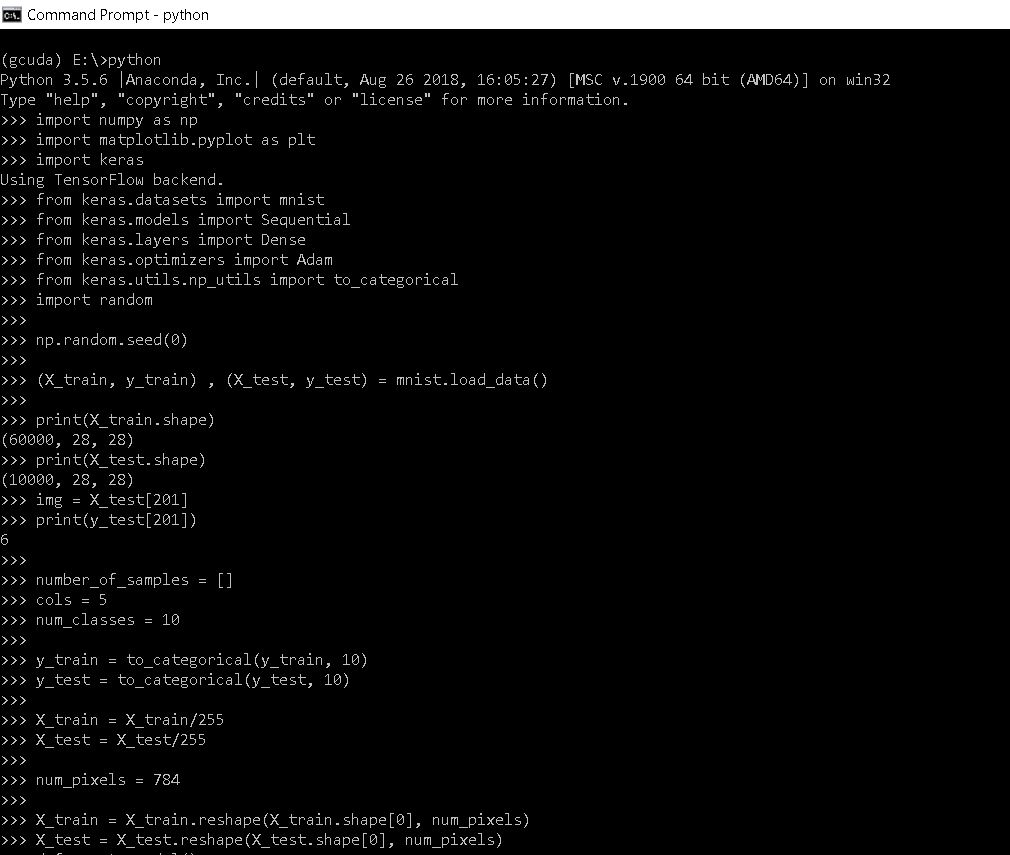 Command Prompt - python
(gcuda) E:\>python
Python 3.5.6 |Anaconda, Inc.| (default, Aug 26 2018, 16:05:27) [MSC v.1900 64 bit (AMD64)] on win32
Type "help", "copyright", "credits" or "license" for more information.
>>> import numpy as np
>>> import matplotlib.pyplot as plt
>>> import keras
Using TensorFlow backend.
>>> from keras.datasets import mnist
>>> from keras.models import Sequential
>>> from keras.layers import Dense
>>> from keras.optimizers import Adam
>>> from keras.utils.np_utils import to_categorical
>>> import random
>>>
>>> np.random.seed(0)
>>>
>>> (X_train, y_train) , (X_test, y_test) = mnist.load_data()
>>>
>>> print(X_train.shape)
(60000, 28, 28)
>>> print(X_test.shape)
(10000, 28, 28)
>>> img = X_test[201]
>>> print(y_test[201])
6
>>>
>>> number_of_samples = []
>>> cols = 5
>>> num_classes = 10
>>>
>>> y_train = to_categorical(y_train, 10)
>>> y_test = to_categorical(y_test, 10)
>>>
>>> X_train = X_train/255
>>> X_test = X_test/255
>>>
>>> num_pixels = 784
>>>
>>> X_train = X_train.reshape(X_train.shape[0], num_pixels)
>>> X_test = X_test.reshape(X_test.shape[0], num_pixels)